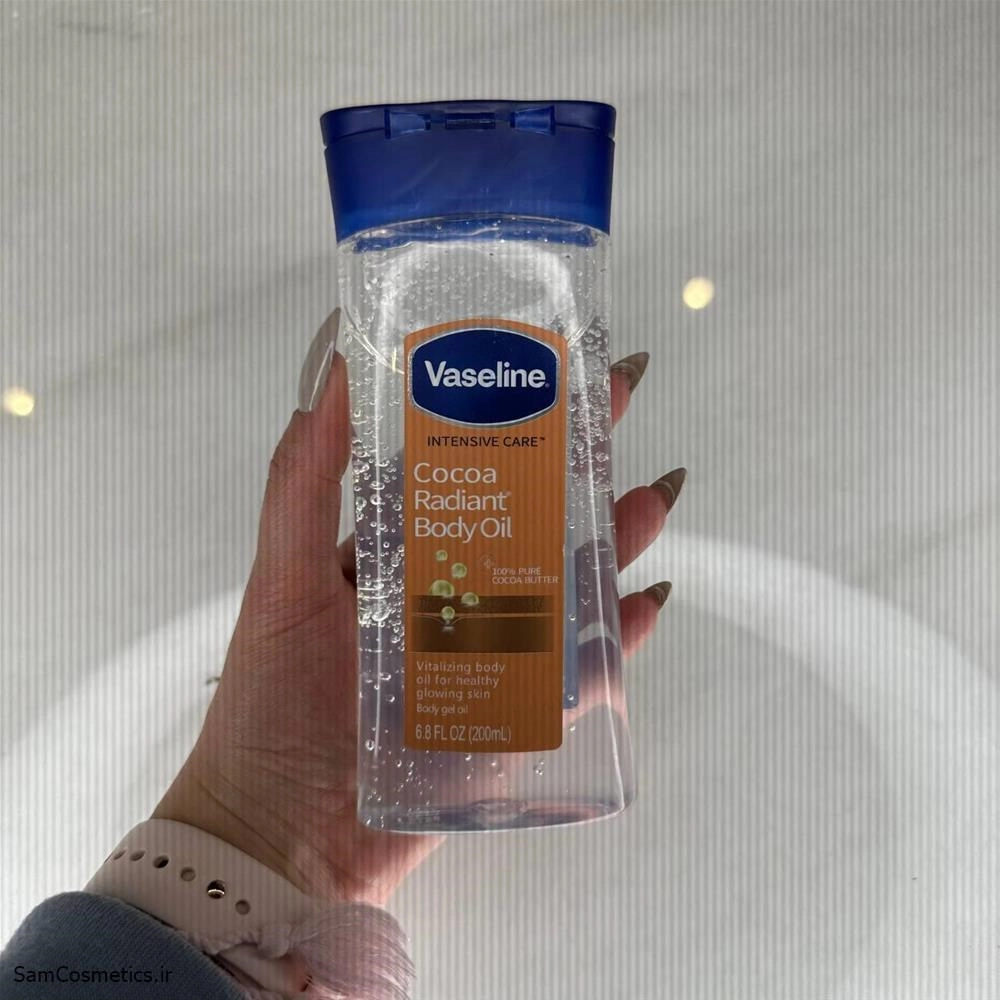 Vaseline®
INTENSIVE CARE™
Cocoa
Radiant®
Body Oil
100% PURE
COCOA BUTTER
Vitalizing body
oil for healthy
glowing skin
Body gel oil
6.8 FL OZ (200mL)
SamCosmetics.ir